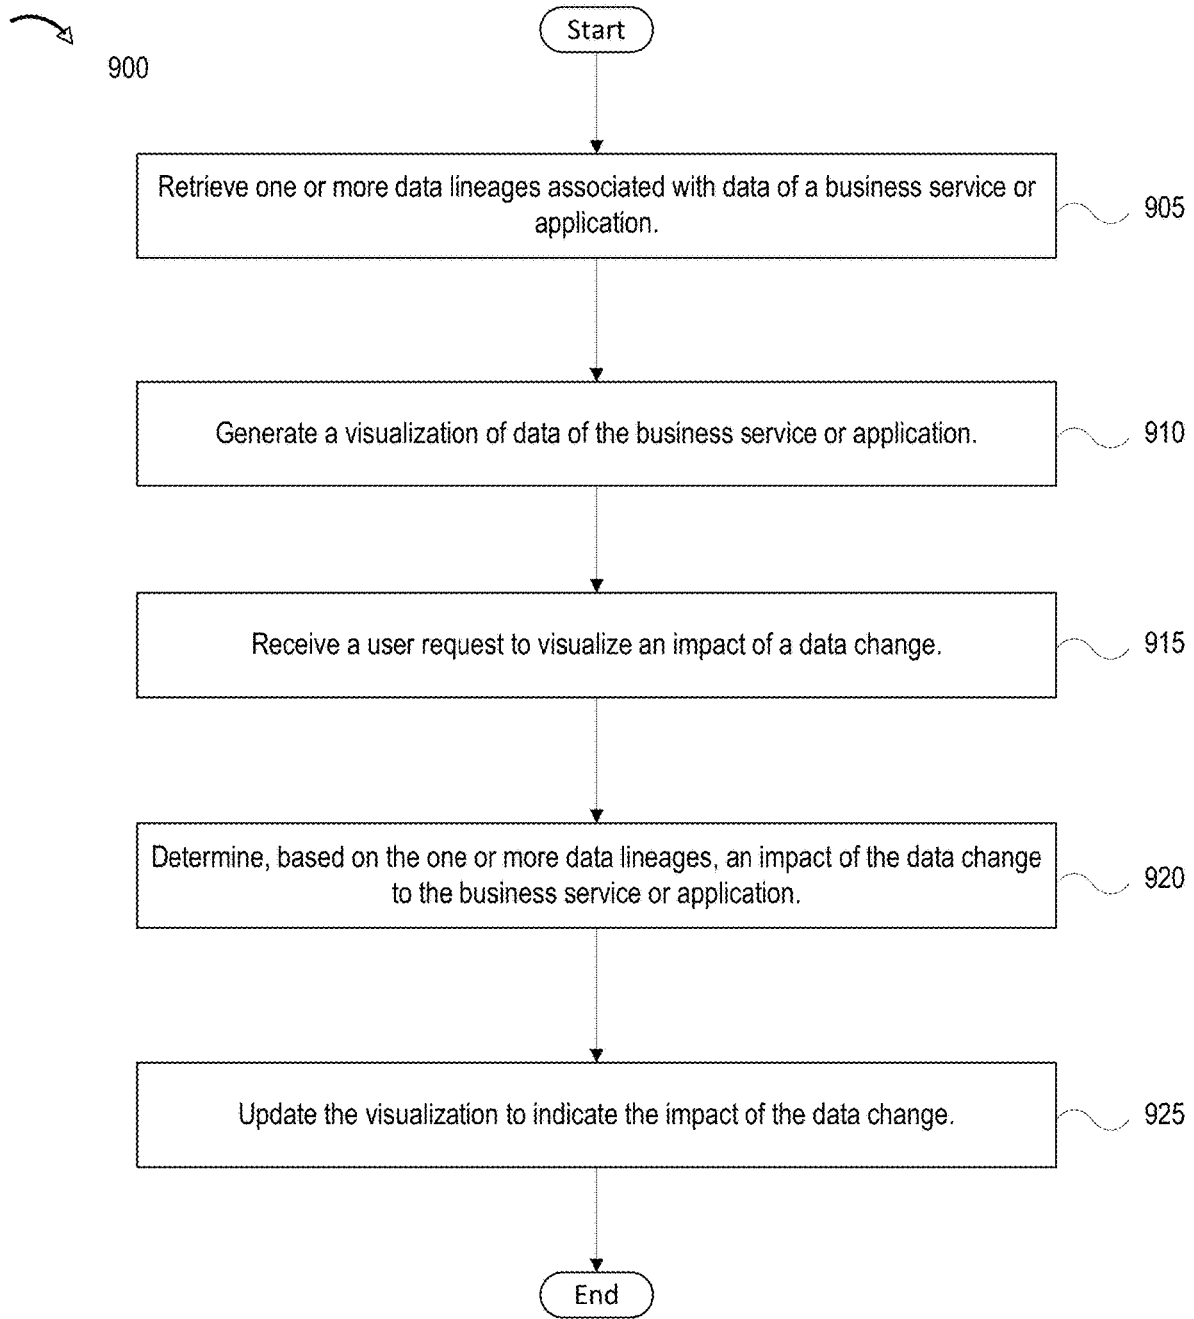 Start
900
Retrieve one or more data lineages associated with data of a business service or
application.
905
Generate a visualization of data of the business service or application.
910
Receive a user request to visualize an impact of a data change.
915
Determine, based on the one or more data lineages, an impact of the data change
to the business service or application.
920
Update the visualization to indicate the impact of the data change.
925
End